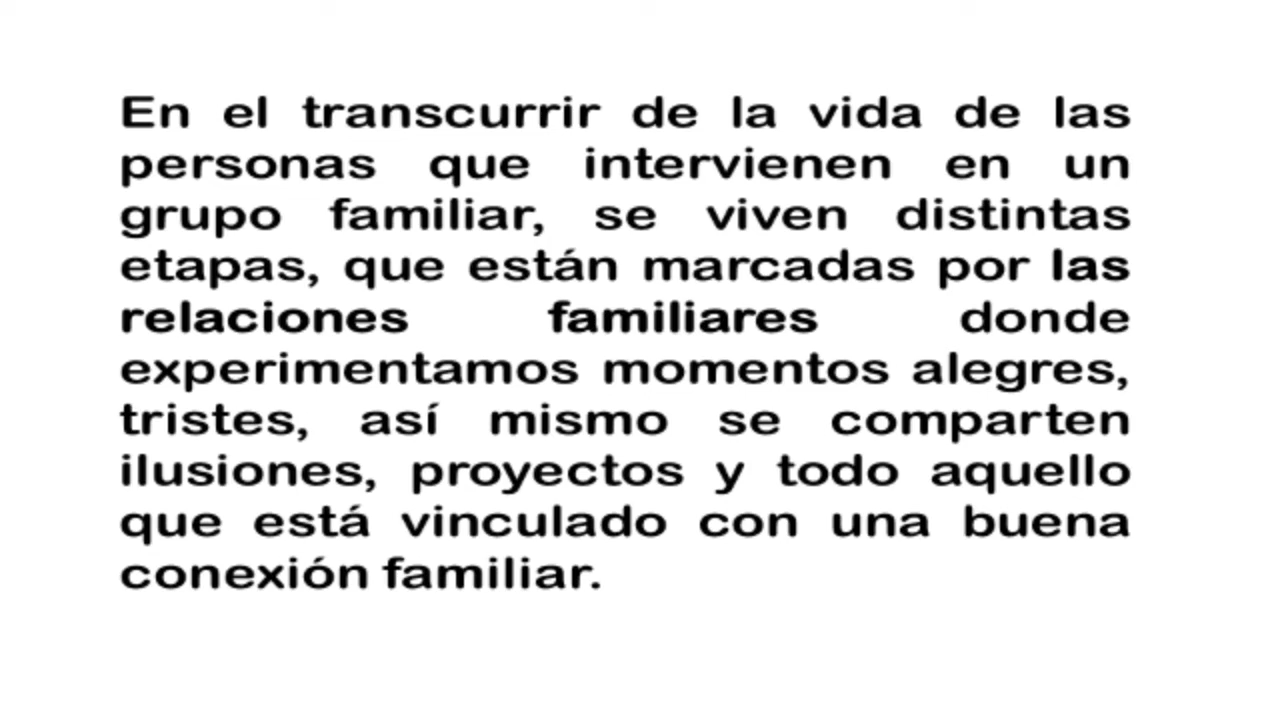 En el transcurrir de la vida de las
personas que intervienen en un
grupo familiar, se viven distintas
etapas, que están marcadas por las
relaciones familiares donde
experimentamos momentos alegres,
tristes, así mismo se comparten
ilusiones, proyectos y todo aquello
que está vinculado con una buena
conexión familiar.